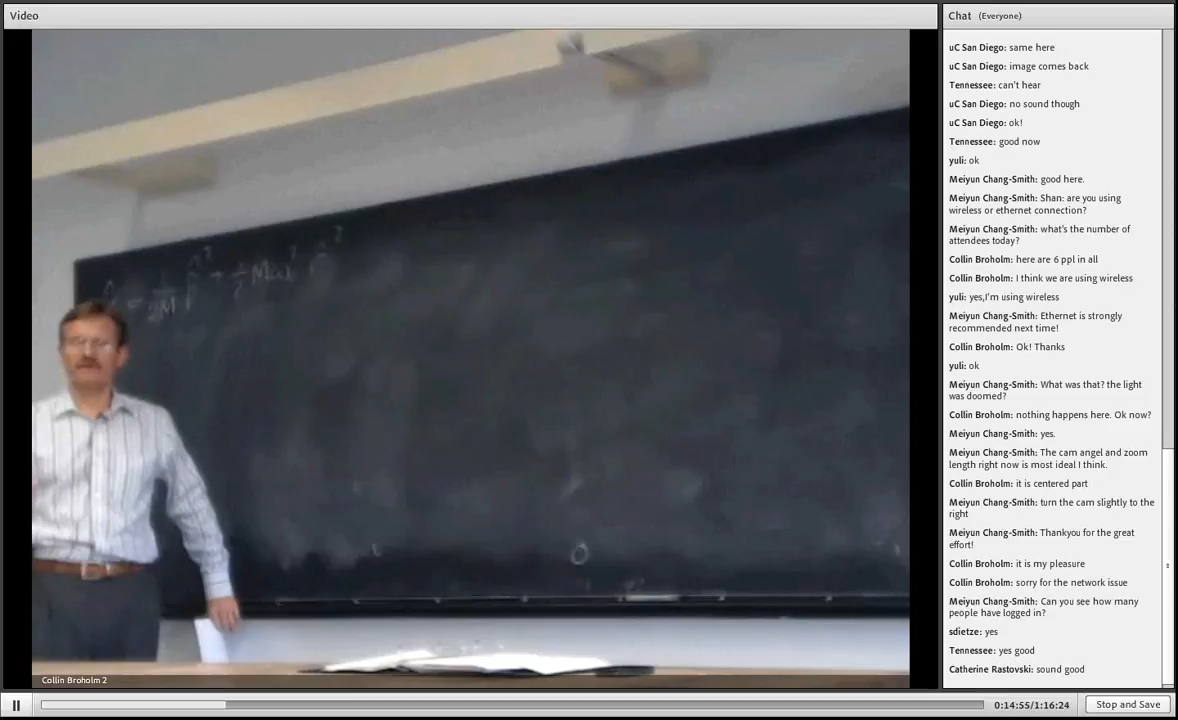 Video
Chat (Everyone)
uC San Diego: same here
uC San Diego: image comes back
Tennessee: can't hear
uC San Diego: no sound though
uC San Diego: ok!
Tennessee: good now
yuli: ok
Meiyun Chang-Smith: good here.
Meiyun Chang-Smith: Shan: are you using
wireless or ethernet connection?
Meiyun Chang-Smith: what's the number of
attendees today?
Collin Broholm: here are 6 ppl in all
Collin Broholm: I think we are using wireless
yuli: yes,I'm using wireless
Meiyun Chang-Smith: Ethernet is strongly
recommended next time!
Collin Broholm: Ok! Thanks
yuli: ok
Meiyun Chang-Smith: What was that? the light
was doomed?
Collin Broholm: nothing happens here. Ok now?
Meiyun Chang-Smith: yes.
Meiyun Chang-Smith: The cam angel and zoom
length right now is most ideal I think.
Collin Broholm: it is centered part
Meiyun Chang-Smith: turn the cam slightly to the
right
Meiyun Chang-Smith: Thankyou for the great
effort!
Collin Broholm: it is my pleasure
Collin Broholm: sorry for the network issue
Meiyun Chang-Smith: Can you see how many
people have logged in?
sdietze: yes
Tennessee: yes good
Catherine Rastovski: sound good
Collin Broholm 2
0:14:55/1:16:24
Stop and Save